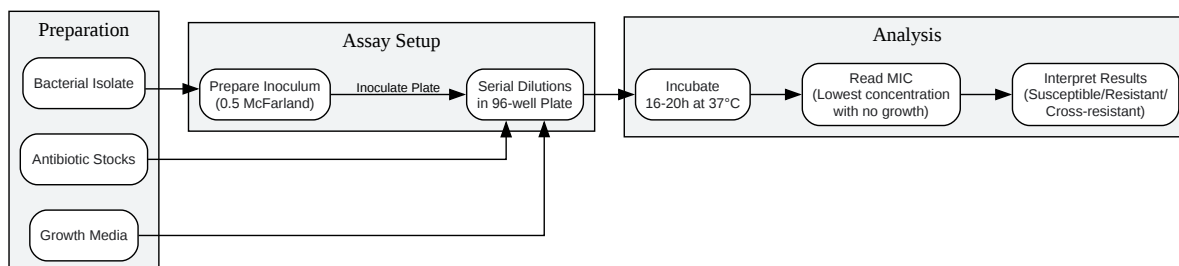 Preparation
Bacterial Isolate
Antibiotic Stocks
Growth Media
Assay Setup
Prepare Inoculum
(0.5 McFarland)
Inoculate Plate
Serial Dilutions
in 96-well Plate
Analysis
Incubate
16-20h at 37°C
Read MIC
(Lowest concentration
with no growth)
Interpret Results
(Susceptible/Resistant/
Cross-resistant)